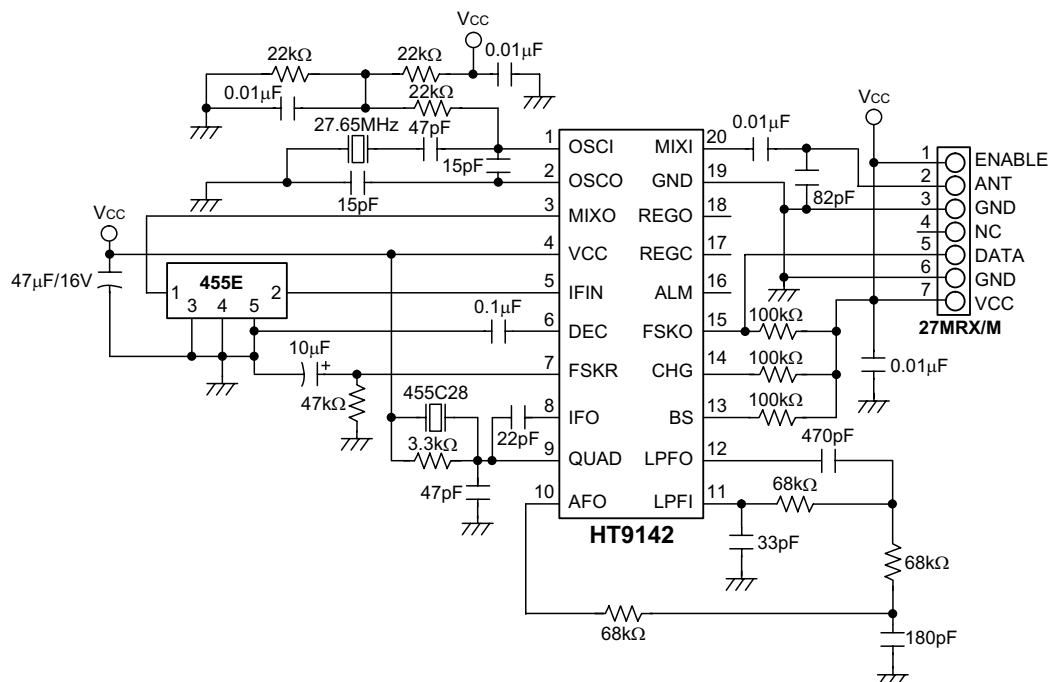 VCC
22kΩ
22kΩ
0.01μF
0.01μF
22kΩ
27.65MHz
47pF
15pF
15pF
VCC
47μF/16V
455E
1
3
4
5
2
0.1μF
10μF
+
47kΩ
455C28
3.3kΩ
22pF
47pF
1 OSCI MIXI 20
2 OSCO GND 19
3 MIXO REGO 18
4 VCC REGC 17
5 IFIN ALM 16
6 DEC FSKO 15
7 FSKR CHG 14
8 IFO BS 13
9 QUAD LPFO 12
10 AFO LPFI 11
HT9142
0.01μF
82pF
VCC
1 ENABLE
2 ANT
3 GND
4 NC
5 DATA
6 GND
7 VCC
27MRX/M
100kΩ
100kΩ
100kΩ
0.01μF
470pF
68kΩ
33pF
68kΩ
68kΩ
180pF